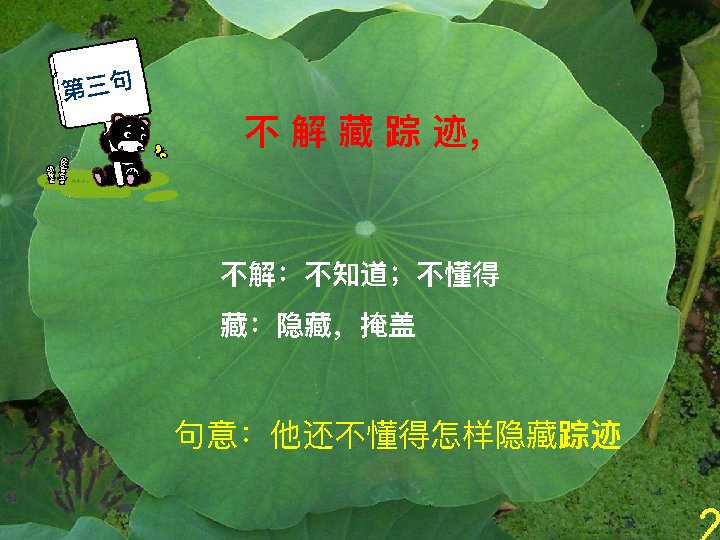 第三句
不解藏踪迹，
不解：不知道；不懂得
藏：隐藏，掩盖
句意：他还不懂得怎样隐藏踪迹
2